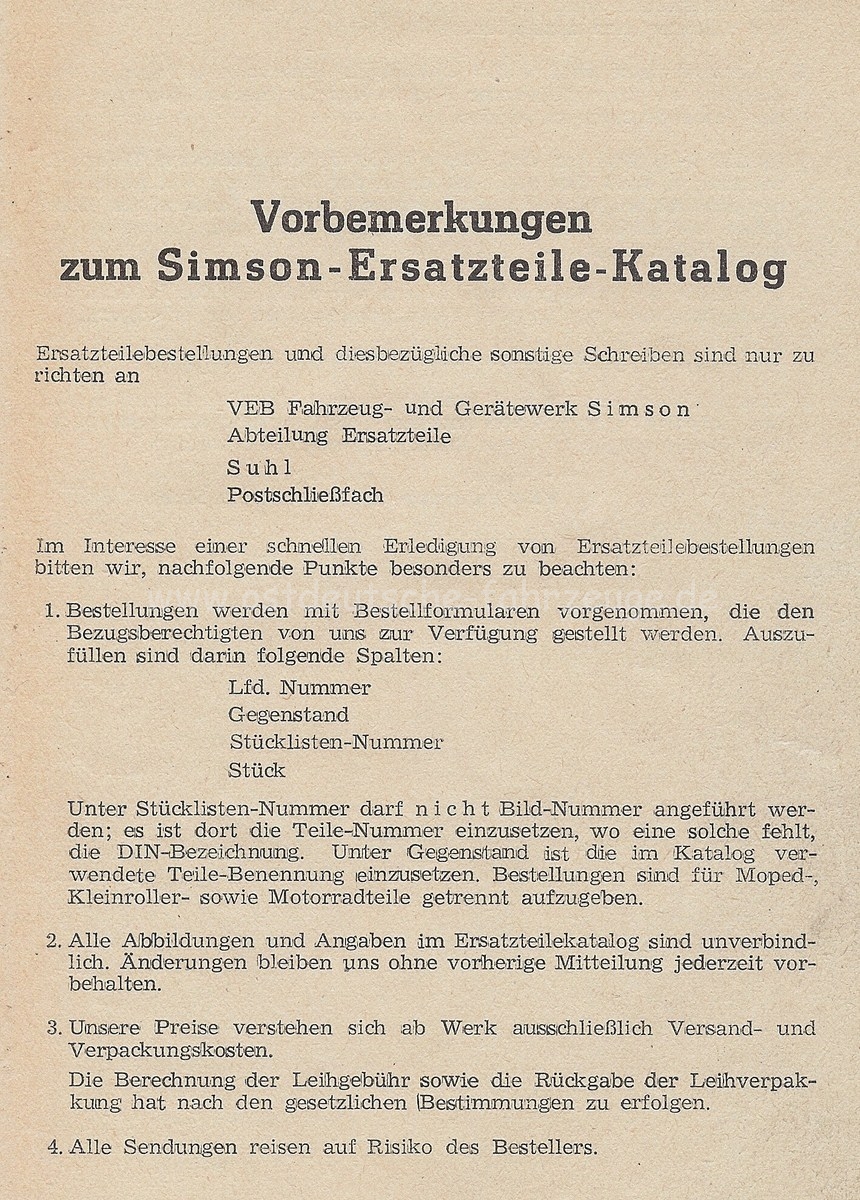 Vorbemerkungen
zum Simson-Ersatzteile-Katalog
Ersatzteilebestellungen und diesbezügliche sonstige Schreiben sind nur zu
richten an
VEB Fahrzeug- und Gerätewerk Simson
Abteilung Ersatzteile
Suhl
Postschließfach
Im Interesse einer schnellen Erledigung von Ersatzteilebestellungen
bitten wir, nachfolgende Punkte besonders zu beachten:
www.ostdeutsche-fahrzeuge.de
1. Bestellungen werden mit Bestellformularen vorgenommen, die den
Bezugsberechtigten von uns zur Verfügung gestellt werden. Auszu-
füllen sind darin folgende Spalten:
Lfd. Nummer
Gegenstand
Stücklisten-Nummer
Stück
Unter Stücklisten-Nummer darf nicht Bild-Nummer angeführt wer-
den; es ist dort die Teile-Nummer einzusetzen, wo eine solche fehlt,
die DIN-Bezeichnung. Unter Gegenstand ist die im Katalog ver-
wendete Teile-Benennung einzusetzen. Bestellungen sind für Moped-,
Kleinroller- sowie Motorradteile getrennt aufzugeben.
2. Alle Abbildungen und Angaben im Ersatzteilekatalog sind unverbind-
lich. Änderungen bleiben uns ohne vorherige Mitteilung jederzeit vor-
behalten.
3. Unsere Preise verstehen sich ab Werk ausschließlich Versand- und
Verpackungskosten.
Die Berechnung der Leihgebühr sowie die Rückgabe der Leihverpak-
kung hat nach den gesetzlichen Bestimmungen zu erfolgen.
4. Alle Sendungen reisen auf Risiko des Bestellers.